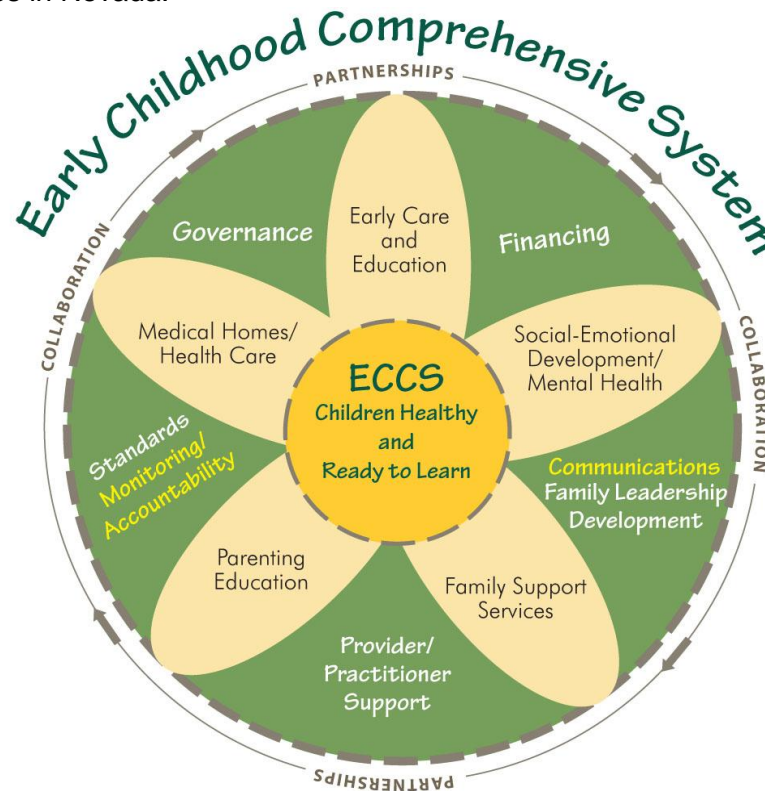 s in Nevada.
Early Childhood Comprehensive System
PARTNERSHIPS
COLLABORATION
COLLABORATION
PARTNERSHIPS
Governance
Early Care
and
Education
Financing
Medical Homes/
Health Care
Social-Emotional
Development/
Mental Health
ECCS
Children Healthy
and
Ready to Learn
Standards
Monitoring/
Accountability
Communications
Family Leadership
Development
Parenting
Education
Family Support
Services
Provider/
Practitioner
Support